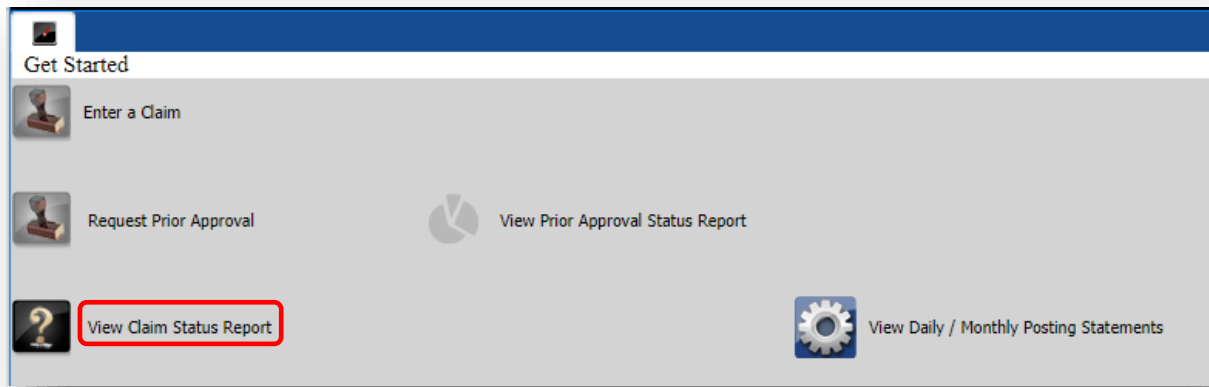 Get Started
Enter a Claim
Request Prior Approval
View Prior Approval Status Report
View Claim Status Report
View Daily / Monthly Posting Statements